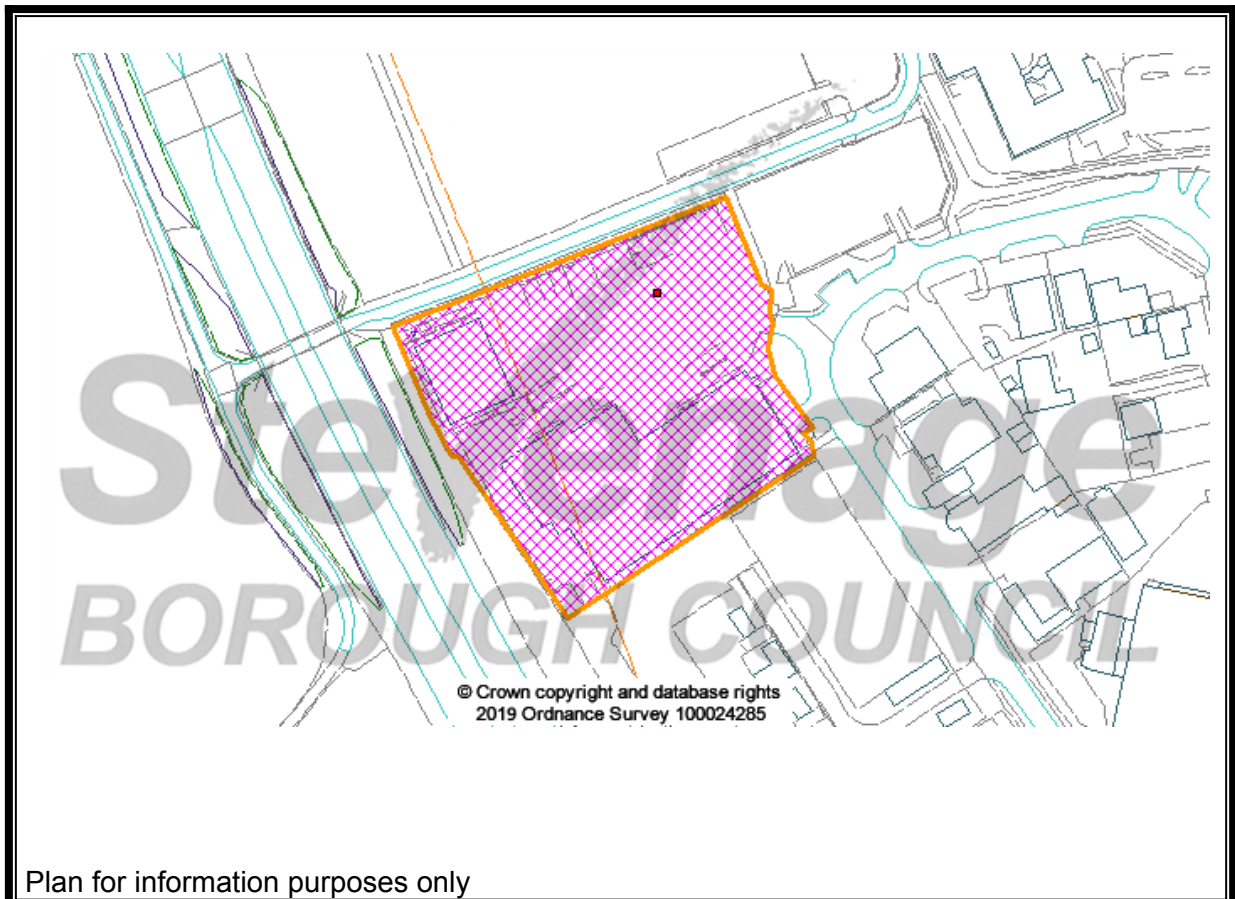 Stevenage
BOROUGH COUNCIL
© Crown copyright and database rights
2019 Ordnance Survey 100024285
Plan for information purposes only